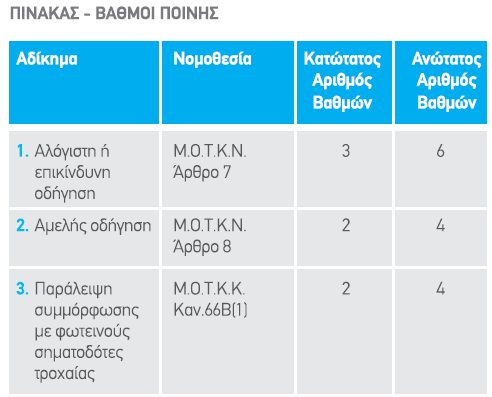 ΠΙΝΑΚΑΣ - ΒΑΘΜΟΙ ΠΟΙΝΗΣ
Αδίκημα Νομοθεσία Κατώτατος Ανώτατος
Αριθμός Αριθμός
Βαθμών Βαθμών
1. Αλόγιστη ή Μ.Ο.Τ.Κ.Ν. 3 6
επικίνδυνη Άρθρο 7
οδήγηση
2. Αμελής οδήγηση Μ.Ο.Τ.Κ.Ν. 2 4
Άρθρο 8
3. Παράλειψη Μ.Ο.Τ.Κ.Κ. 2 4
συμμόρφωσης Καν.66Β(1)
με φωτεινούς
σηματοδότες
τροχαίας